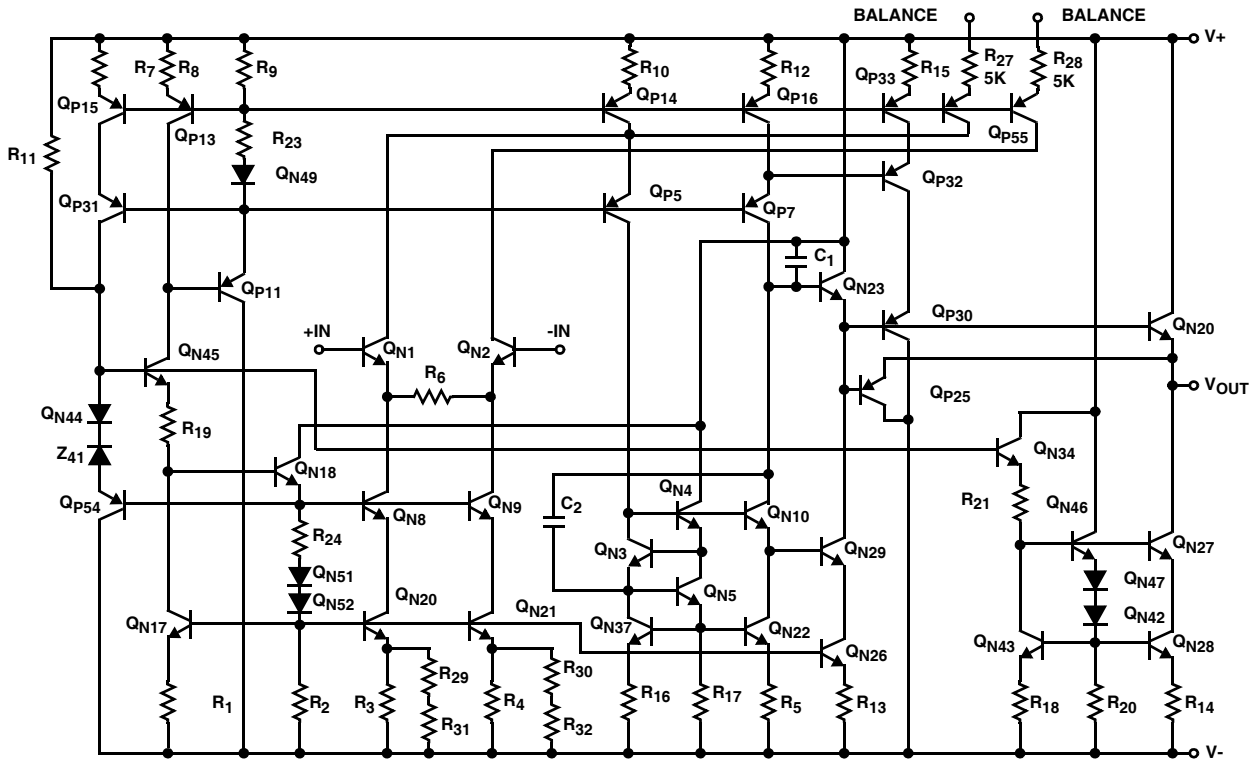 BALANCE
BALANCE
V+
R7
R8
R9
R10
R12
QP33
R15
R27
5K
R28
5K
QP15
QP13
QP14
QP16
QP55
R11
R23
QN49
QP31
QP5
QP7
QP32
C1
QP11
QN23
QP30
+IN
-IN
QN20
QN45
QN1
QN2
R6
QP25
VOUT
QN44
R19
Z41
QN18
QN34
QP54
QN8
QN9
C2
QN4
QN10
R21
QN46
R24
QN3
QN29
QN27
QN51
QN52
QN20
QN21
QN5
QN47
QN42
QN17
QN37
QN22
QN26
QN43
QN28
R29
R30
R1
R2
R3
R4
R16
R17
R5
R13
R18
R20
R14
R31
R32
V-